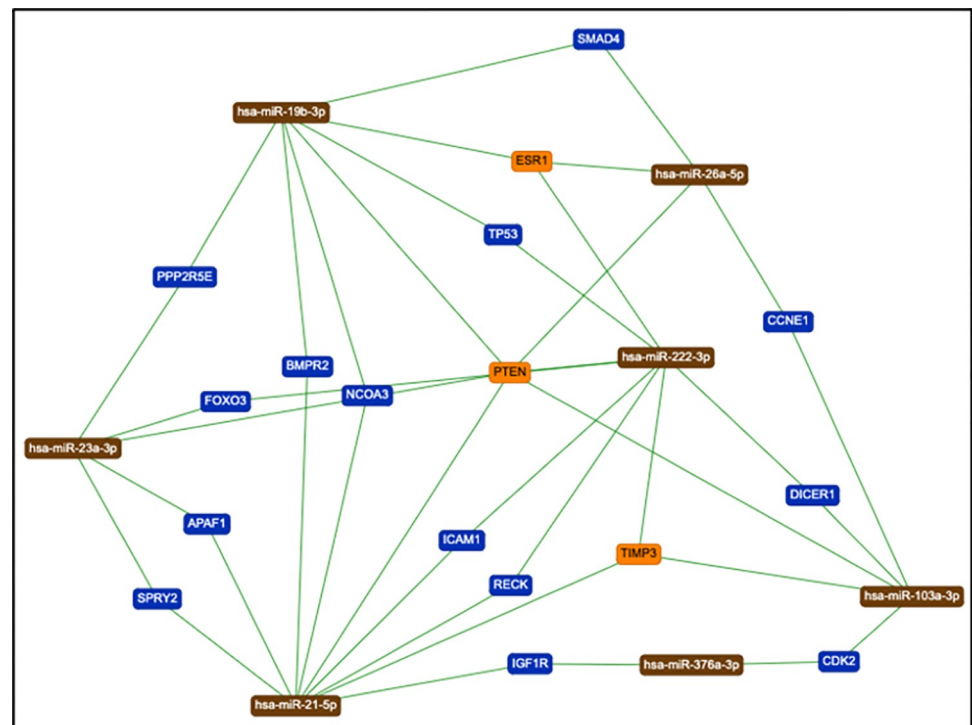 SMAD4
hsa-miR-19b-3p
ESR1
hsa-miR-26a-5p
TP53
PPP2R5E
CCNE1
hsa-miR-222-3p
BMPR2
PTEN
NCOA3
FOXO3
hsa-miR-23a-3p
DICER1
APAF1
ICAM1
TIMP3
RECK
SPRY2
hsa-miR-103a-3p
IGF1R
hsa-miR-376a-3p
CDK2
hsa-miR-21-5p